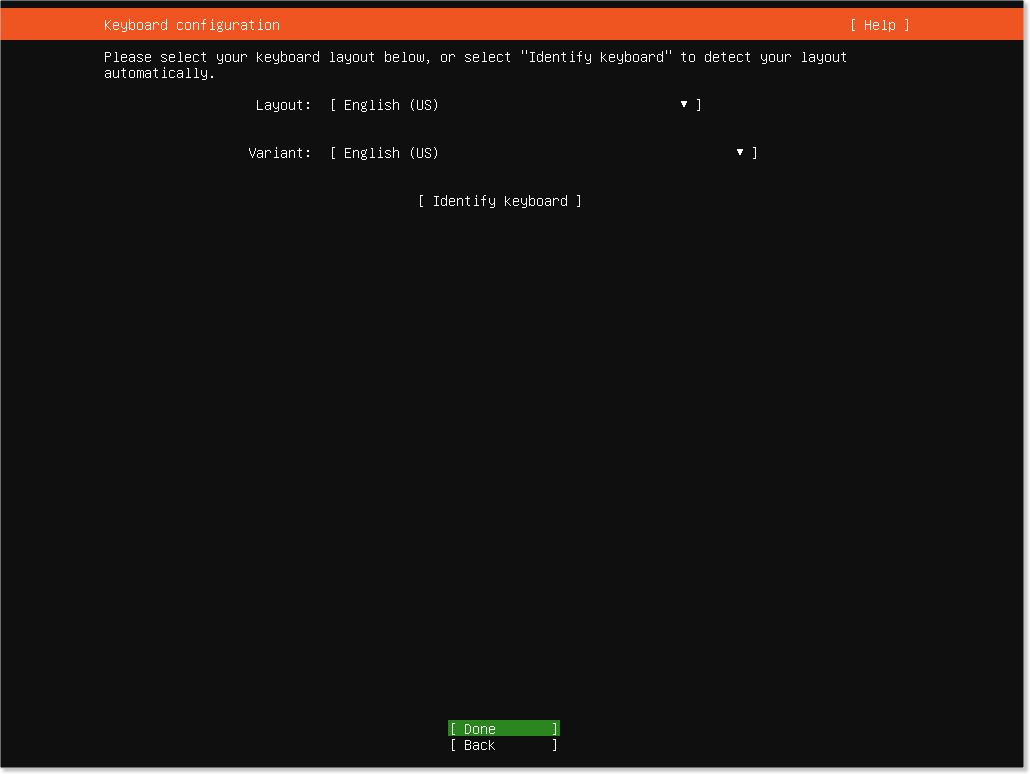 Keyboard configuration [ Help ]
Please select your keyboard layout below, or select "Identify keyboard" to detect your layout
automatically.
Layout: [ English (US) ▾ ]
Variant: [ English (US) ▾ ]
[ Identify keyboard ]
[ Done ]
[ Back ]